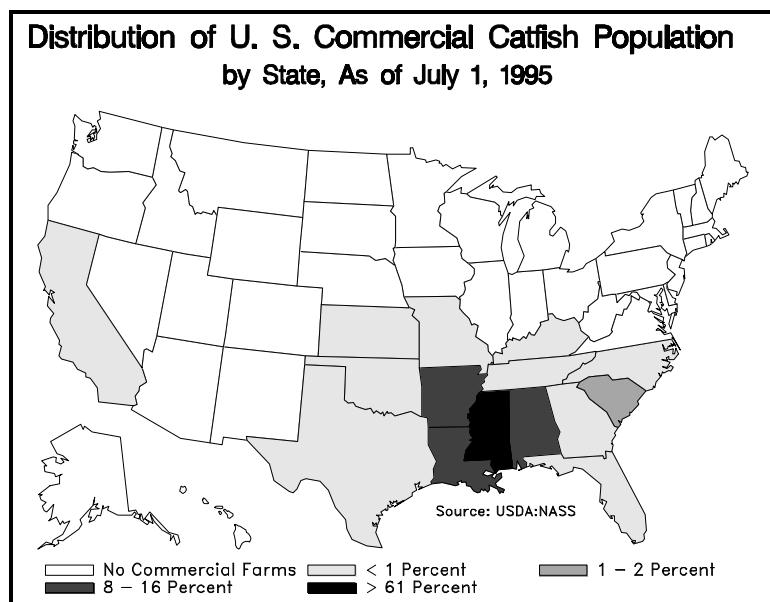 Distribution of U. S. Commercial Catfish Population
by State, As of July 1, 1995
Source: USDA:NASS
No Commercial Farms
< 1 Percent
1 - 2 Percent
8 - 16 Percent
> 61 Percent